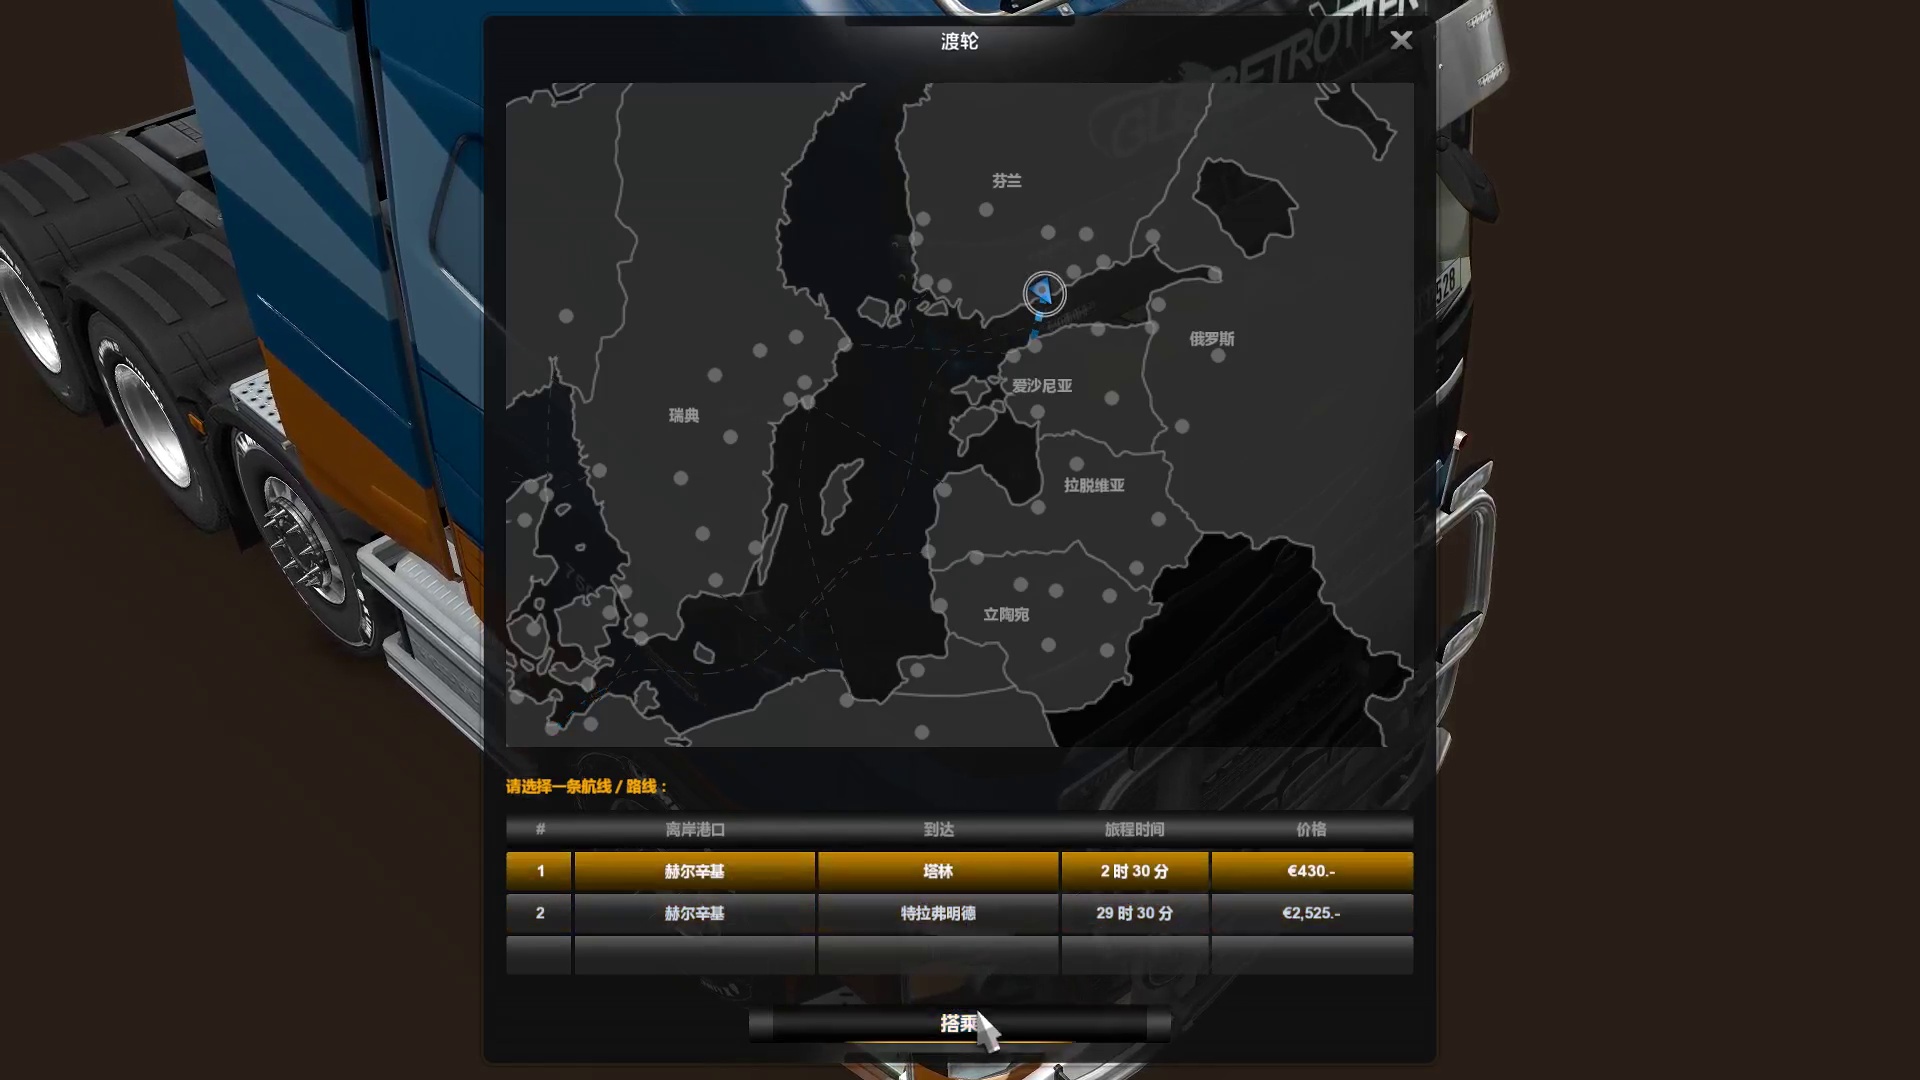 渡轮
GLOBETROTTER
芬兰
俄罗斯
爱沙尼亚
瑞典
拉脱维亚
立陶宛
528
请选择一条航线 / 路线：
# 离岸港口 到达 旅程时间 价格
1 赫尔辛基 塔林 2 时 30 分 €430.-
2 赫尔辛基 特拉弗明德 29 时 30 分 €2,525.-
搭乘